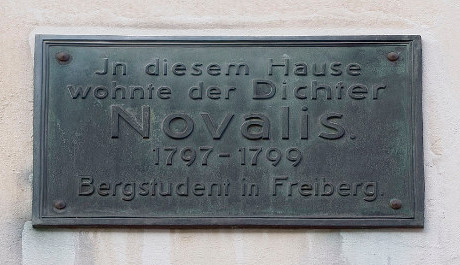 Jn diesem Hause
wohnte der Dichter
Novalis.
1797-1799
Bergstudent in Freiberg.